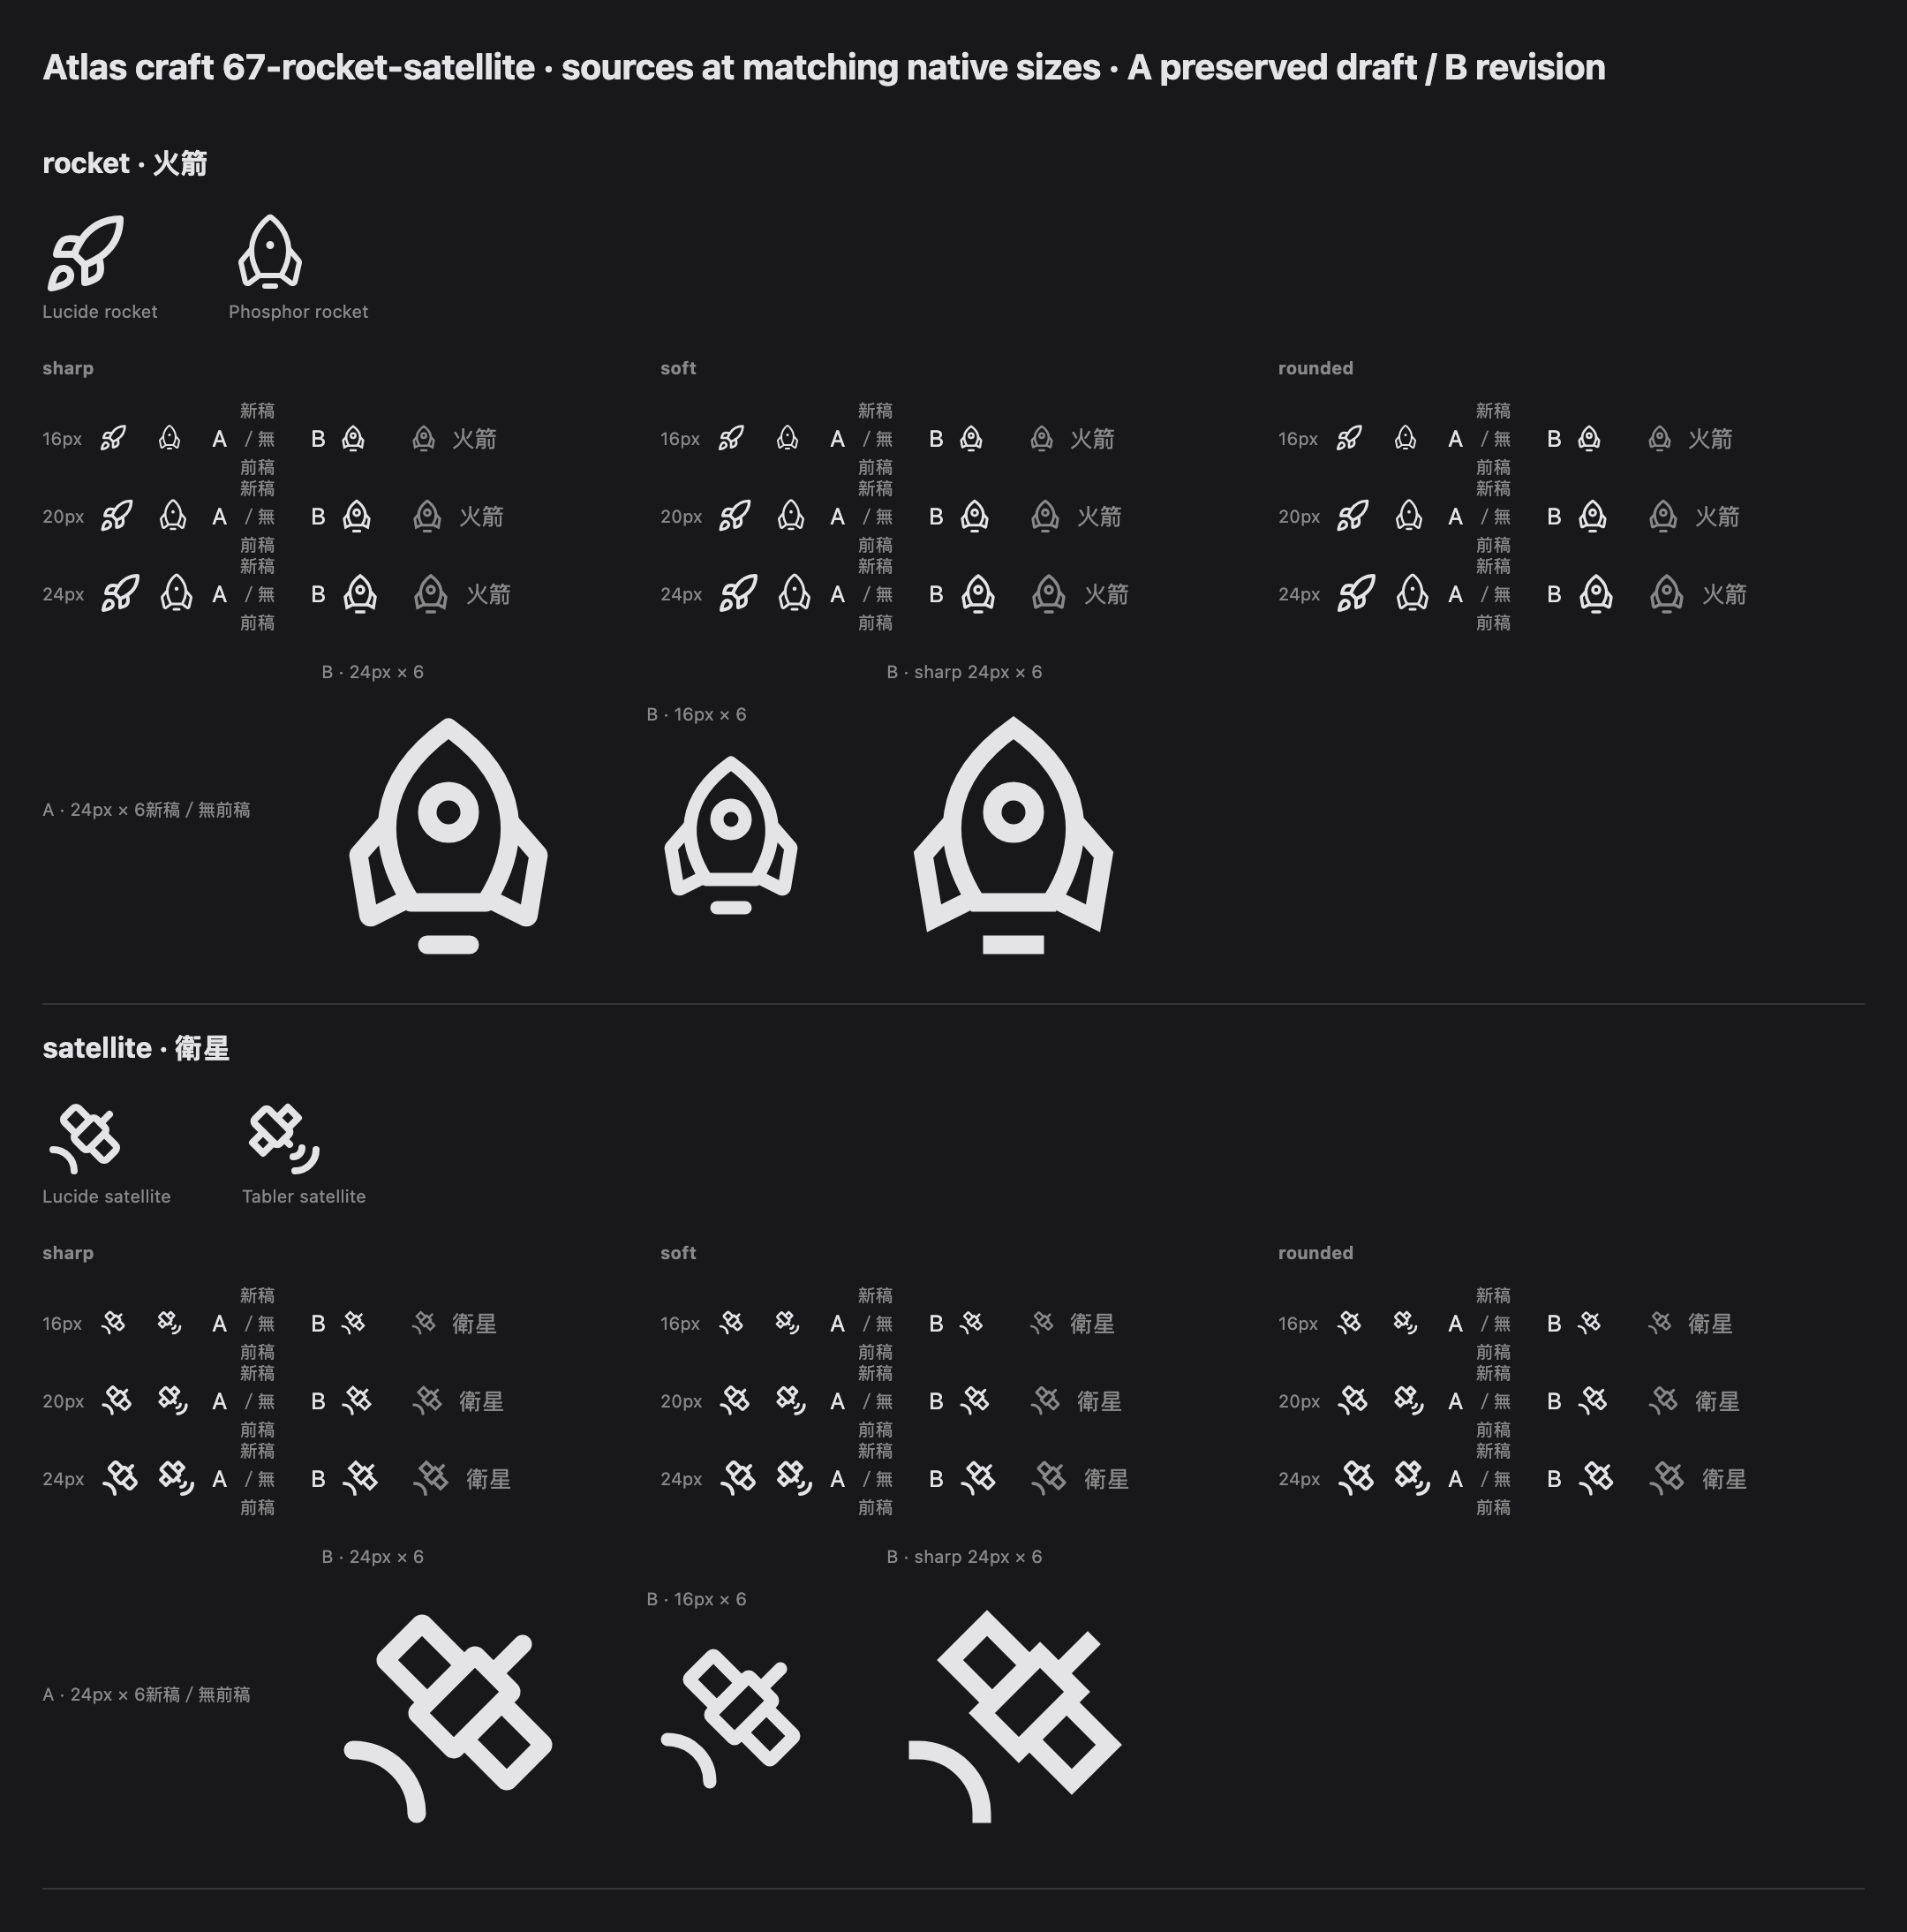 Atlas craft 67-rocket-satellite · sources at matching native sizes · A preserved draft / B revision
rocket · 火箭
Lucide rocket
Phosphor rocket
sharp
soft
rounded
16px A 新稿 / 無前稿 B 火箭
16px A 新稿 / 無前稿 B 火箭
16px A 新稿 / 無前稿 B 火箭
20px A 新稿 / 無前稿 B 火箭
20px A 新稿 / 無前稿 B 火箭
20px A 新稿 / 無前稿 B 火箭
24px A 新稿 / 無前稿 B 火箭
24px A 新稿 / 無前稿 B 火箭
24px A 新稿 / 無前稿 B 火箭
B · 24px × 6
B · sharp 24px × 6
B · 16px × 6
A · 24px × 6新稿 / 無前稿
satellite · 衛星
Lucide satellite
Tabler satellite
sharp
soft
rounded
16px A 新稿 / 無前稿 B 衛星
16px A 新稿 / 無前稿 B 衛星
16px A 新稿 / 無前稿 B 衛星
20px A 新稿 / 無前稿 B 衛星
20px A 新稿 / 無前稿 B 衛星
20px A 新稿 / 無前稿 B 衛星
24px A 新稿 / 無前稿 B 衛星
24px A 新稿 / 無前稿 B 衛星
24px A 新稿 / 無前稿 B 衛星
B · 24px × 6
B · sharp 24px × 6
B · 16px × 6
A · 24px × 6新稿 / 無前稿